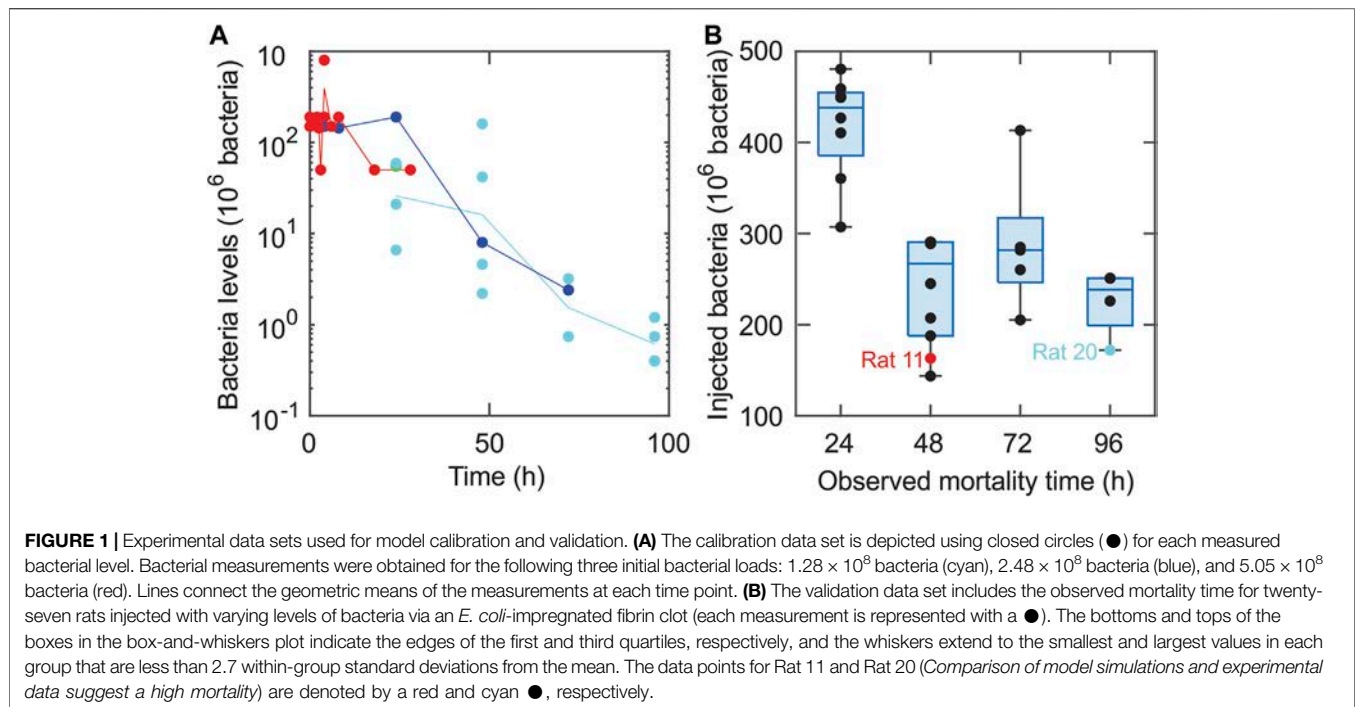 A
B
10
10²
10¹
10⁰
10⁻¹
Bacteria levels (10⁶ bacteria)
0
50
100
Time (h)
500
400
300
200
100
Injected bacteria (10⁶ bacteria)
Rat 11
Rat 20
24
48
72
96
Observed mortality time (h)
FIGURE 1 | Experimental data sets used for model calibration and validation. (A) The calibration data set is depicted using closed circles (●) for each measured
bacterial level. Bacterial measurements were obtained for the following three initial bacterial loads: 1.28 × 10⁸ bacteria (cyan), 2.48 × 10⁸ bacteria (blue), and 5.05 × 10⁸
bacteria (red). Lines connect the geometric means of the measurements at each time point. (B) The validation data set includes the observed mortality time for twenty-
seven rats injected with varying levels of bacteria via an E. coli-impregnated fibrin clot (each measurement is represented with a ●). The bottoms and tops of the
boxes in the box-and-whiskers plot indicate the edges of the first and third quartiles, respectively, and the whiskers extend to the smallest and largest values in each
group that are less than 2.7 within-group standard deviations from the mean. The data points for Rat 11 and Rat 20 (Comparison of model simulations and experimental
data suggest a high mortality) are denoted by a red and cyan ●, respectively.